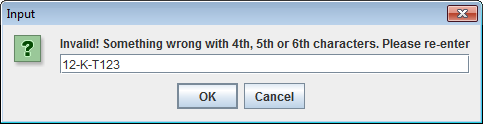 Input
Invalid! Something wrong with 4th, 5th or 6th characters. Please re-enter
12-K-T123
OK Cancel